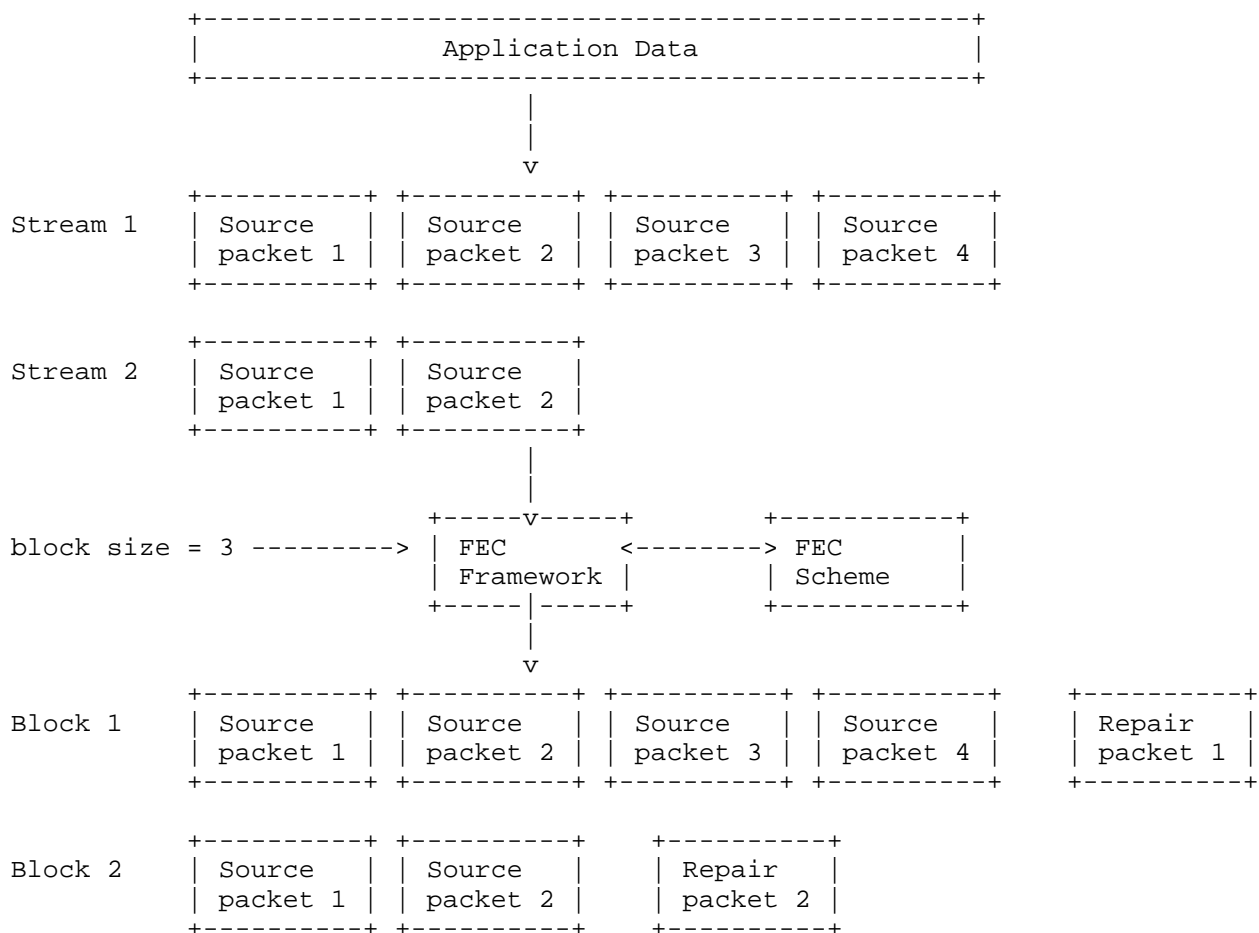 Application Data
v
Stream 1 Source Source Source Source
packet 1 packet 2 packet 3 packet 4
Stream 2 Source Source
packet 1 packet 2
v
block size = 3 ---------> FEC <--------> FEC
Framework Scheme
v
Block 1 Source Source Source Source Repair
packet 1 packet 2 packet 3 packet 4 packet 1
Block 2 Source Source Repair
packet 1 packet 2 packet 2